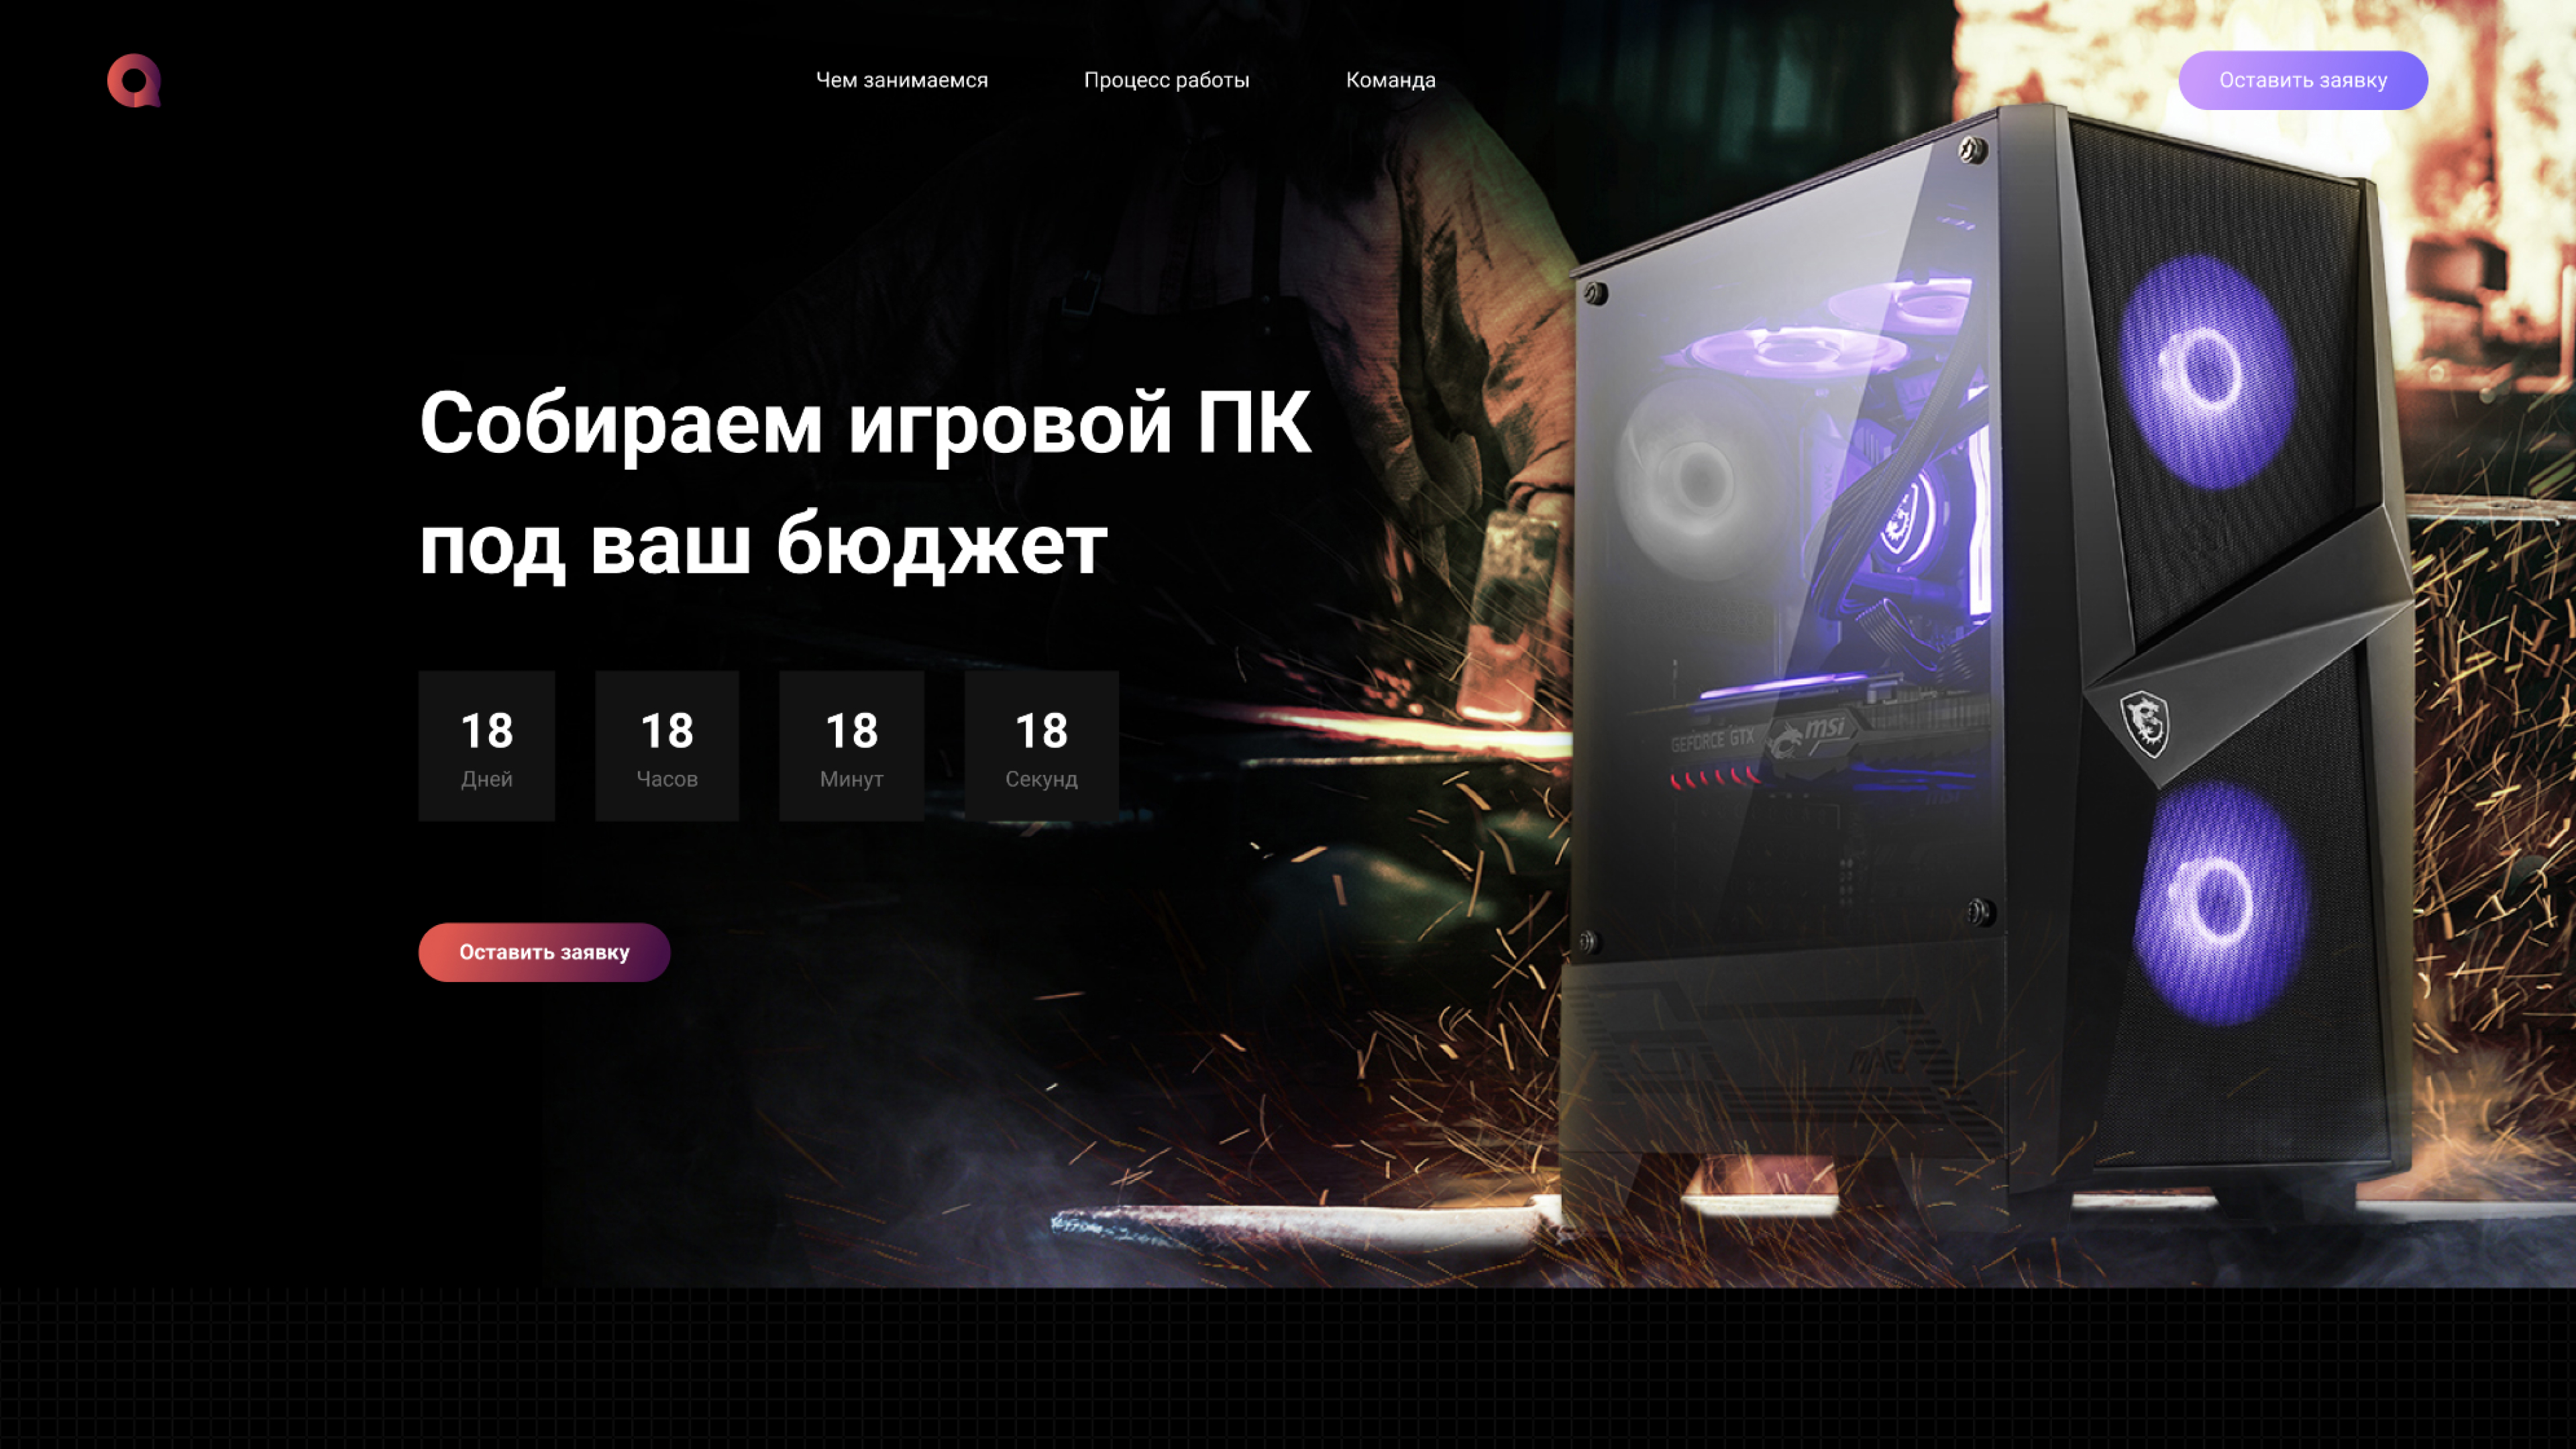 Чем занимаемся Процесс работы Команда Оставить заявку
Собираем игровой ПК
под ваш бюджет
18 18 18 18
Дней Часов Минут Секунд
GEFORCE GTX msi
Оставить заявку